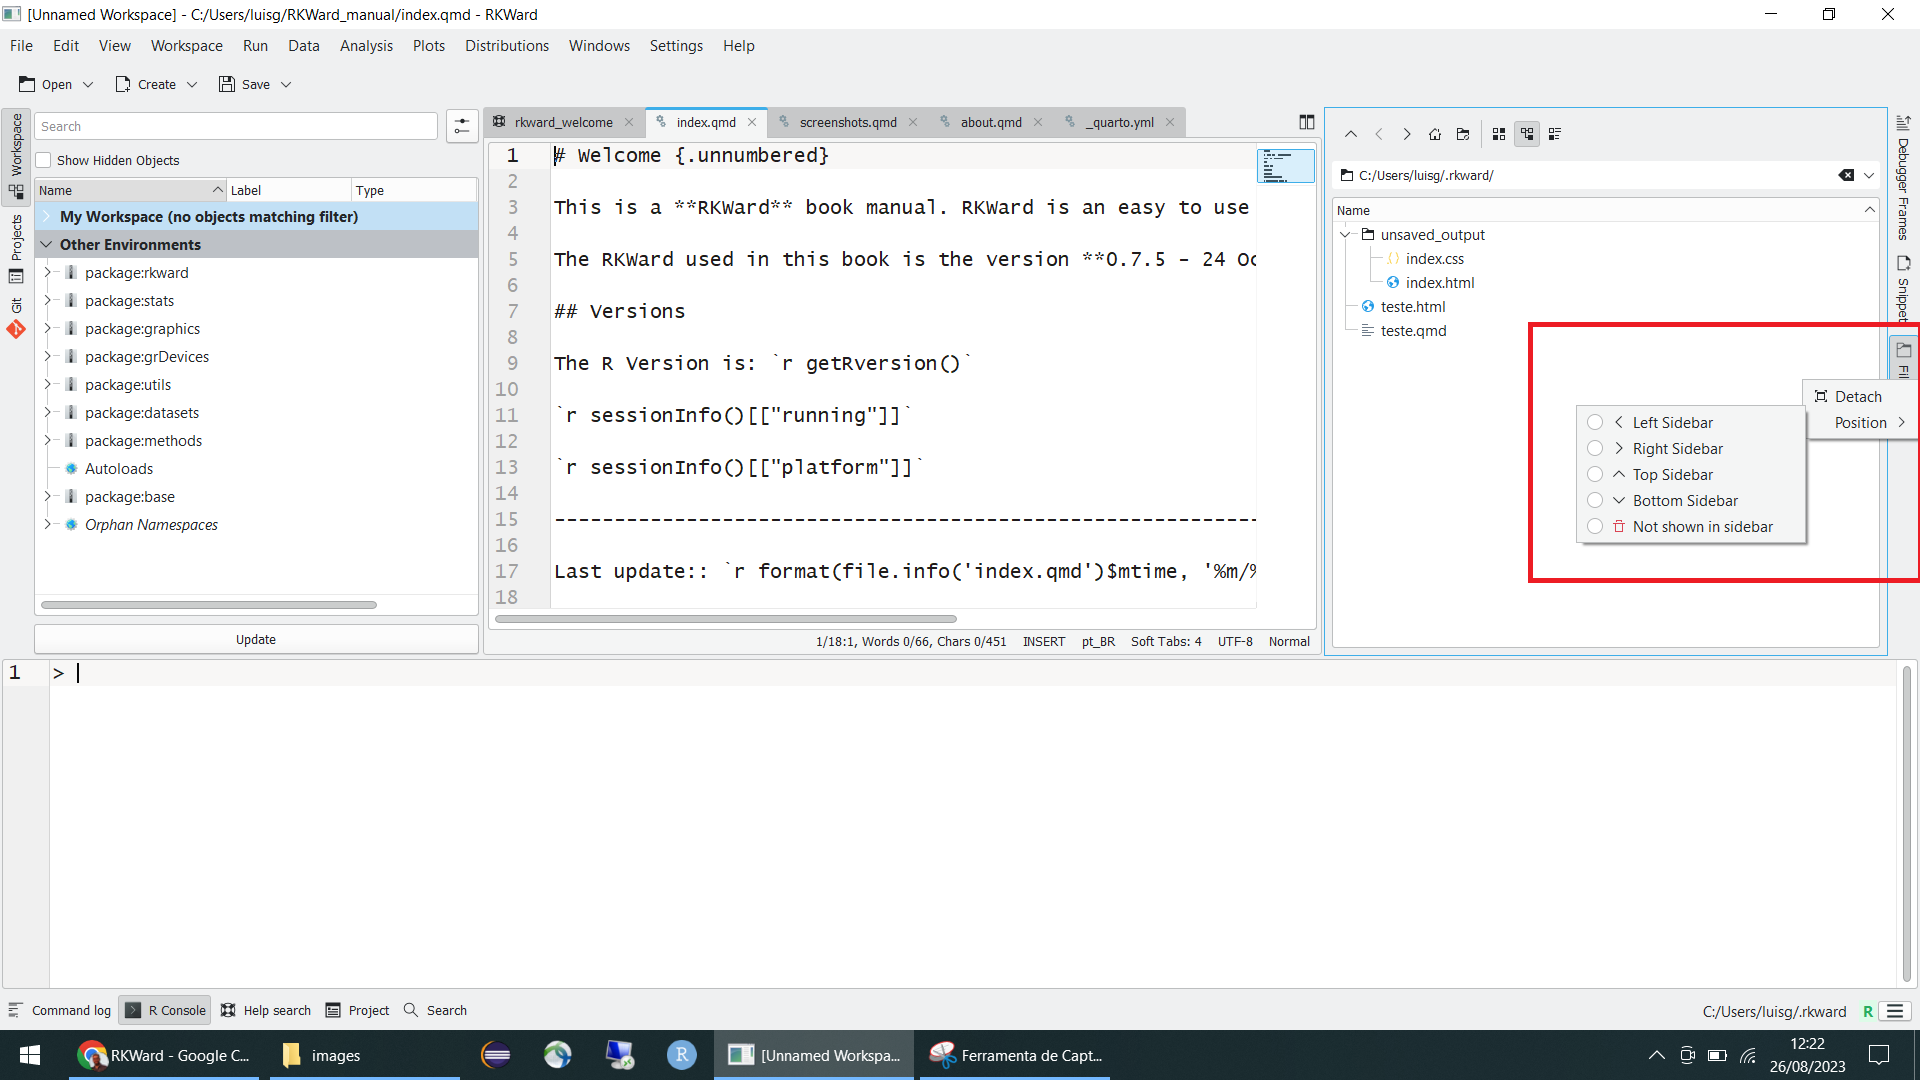 [Unnamed Workspace] - C:/Users/luisg/RKWard_manual/index.qmd - RKWard
File Edit View Workspace Run Data Analysis Plots Distributions Windows Settings Help
Open Create Save
Workspace
Projects
Git
Search
Show Hidden Objects
Name Label Type
My Workspace (no objects matching filter)
Other Environments
package:rkward
package:stats
package:graphics
package:grDevices
package:utils
package:datasets
package:methods
Autoloads
package:base
Orphan Namespaces
Update
rkward_welcome index.qmd screenshots.qmd about.qmd _quarto.yml
1 # Welcome {.unnumbered}
2
3 This is a **RKWard** book manual. RKWard is an easy to use
4
5 The RKWard used in this book is the version **0.7.5 - 24 Oc
6
7 ## Versions
8
9 The R Version is: `r getRversion()`
10
11 `r sessionInfo()[["running"]]`
12
13 `r sessionInfo()[["platform"]]`
14
15 -----------------------------------------------------------
16
17 Last update:: `r format(file.info('index.qmd')$mtime, '%m/%
18
1/18:1, Words 0/66, Chars 0/451 INSERT pt_BR Soft Tabs: 4 UTF-8 Normal
C:/Users/luisg/.rkward/
Name
unsaved_output
index.css
index.html
teste.html
teste.qmd
Debugger Frames
Snippet
Fil
Detach
Position
Left Sidebar
Right Sidebar
Top Sidebar
Bottom Sidebar
Not shown in sidebar
1 >
Command log R Console Help search Project Search
C:/Users/luisg/.rkward R
RKWard - Google C...
images
R
[Unnamed Workspa...
Ferramenta de Capt...
12:22
26/08/2023